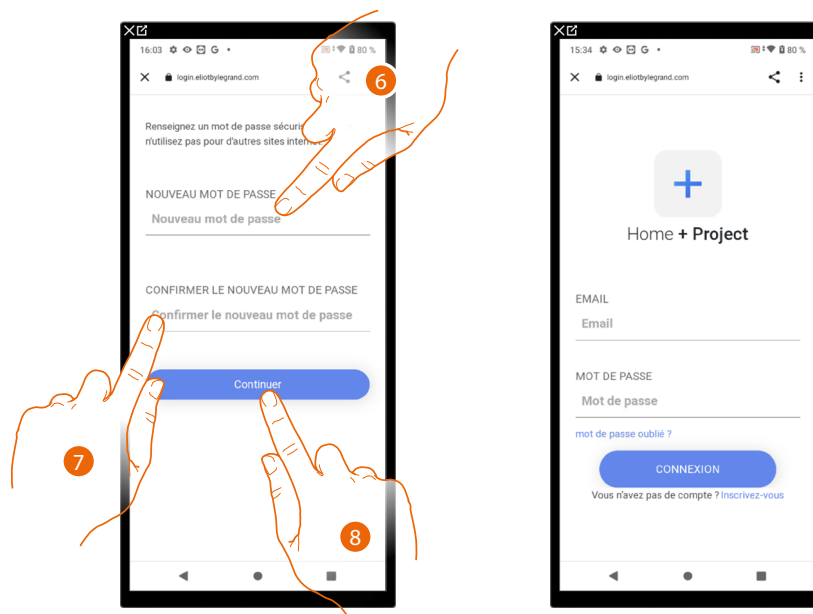 16:03 G 80 %
login.eliotbylegrand.com
6
Renseignez un mot de passe
n'utilisez pas pour d'autres sites
NOUVEAU MOT DE PASSE
Nouveau mot de passe
CONFIRMER LE NOUVEAU MOT DE PASSE
Confirmer le nouveau mot de passe
Continuer
7
8
15:34 G 80 %
login.eliotbylegrand.com
Home + Project
EMAIL
Email
MOT DE PASSE
Mot de passe
mot de passe oublié ?
CONNEXION
Vous n'avez pas de compte ? Inscrivez-vous